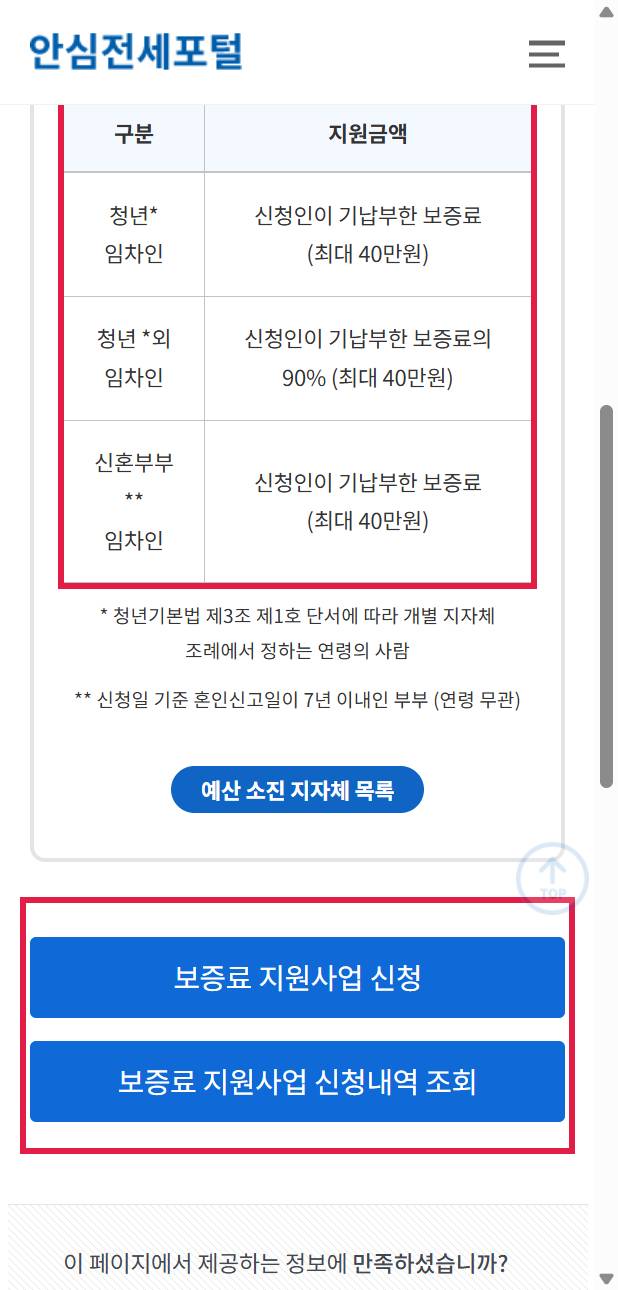 안심전세포털
구분 지원금액
청년*
임차인
신청인이 기납부한 보증료
(최대 40만원)
청년 *외
임차인
신청인이 기납부한 보증료의
90% (최대 40만원)
신혼부부
**
임차인
신청인이 기납부한 보증료
(최대 40만원)
* 청년기본법 제3조 제1호 단서에 따라 개별 지자체
조례에서 정하는 연령의 사람
** 신청일 기준 혼인신고일이 7년 이내인 부부 (연령 무관)
예산 소진 지자체 목록
TOP
보증료 지원사업 신청
보증료 지원사업 신청내역 조회
이 페이지에서 제공하는 정보에 만족하셨습니까?